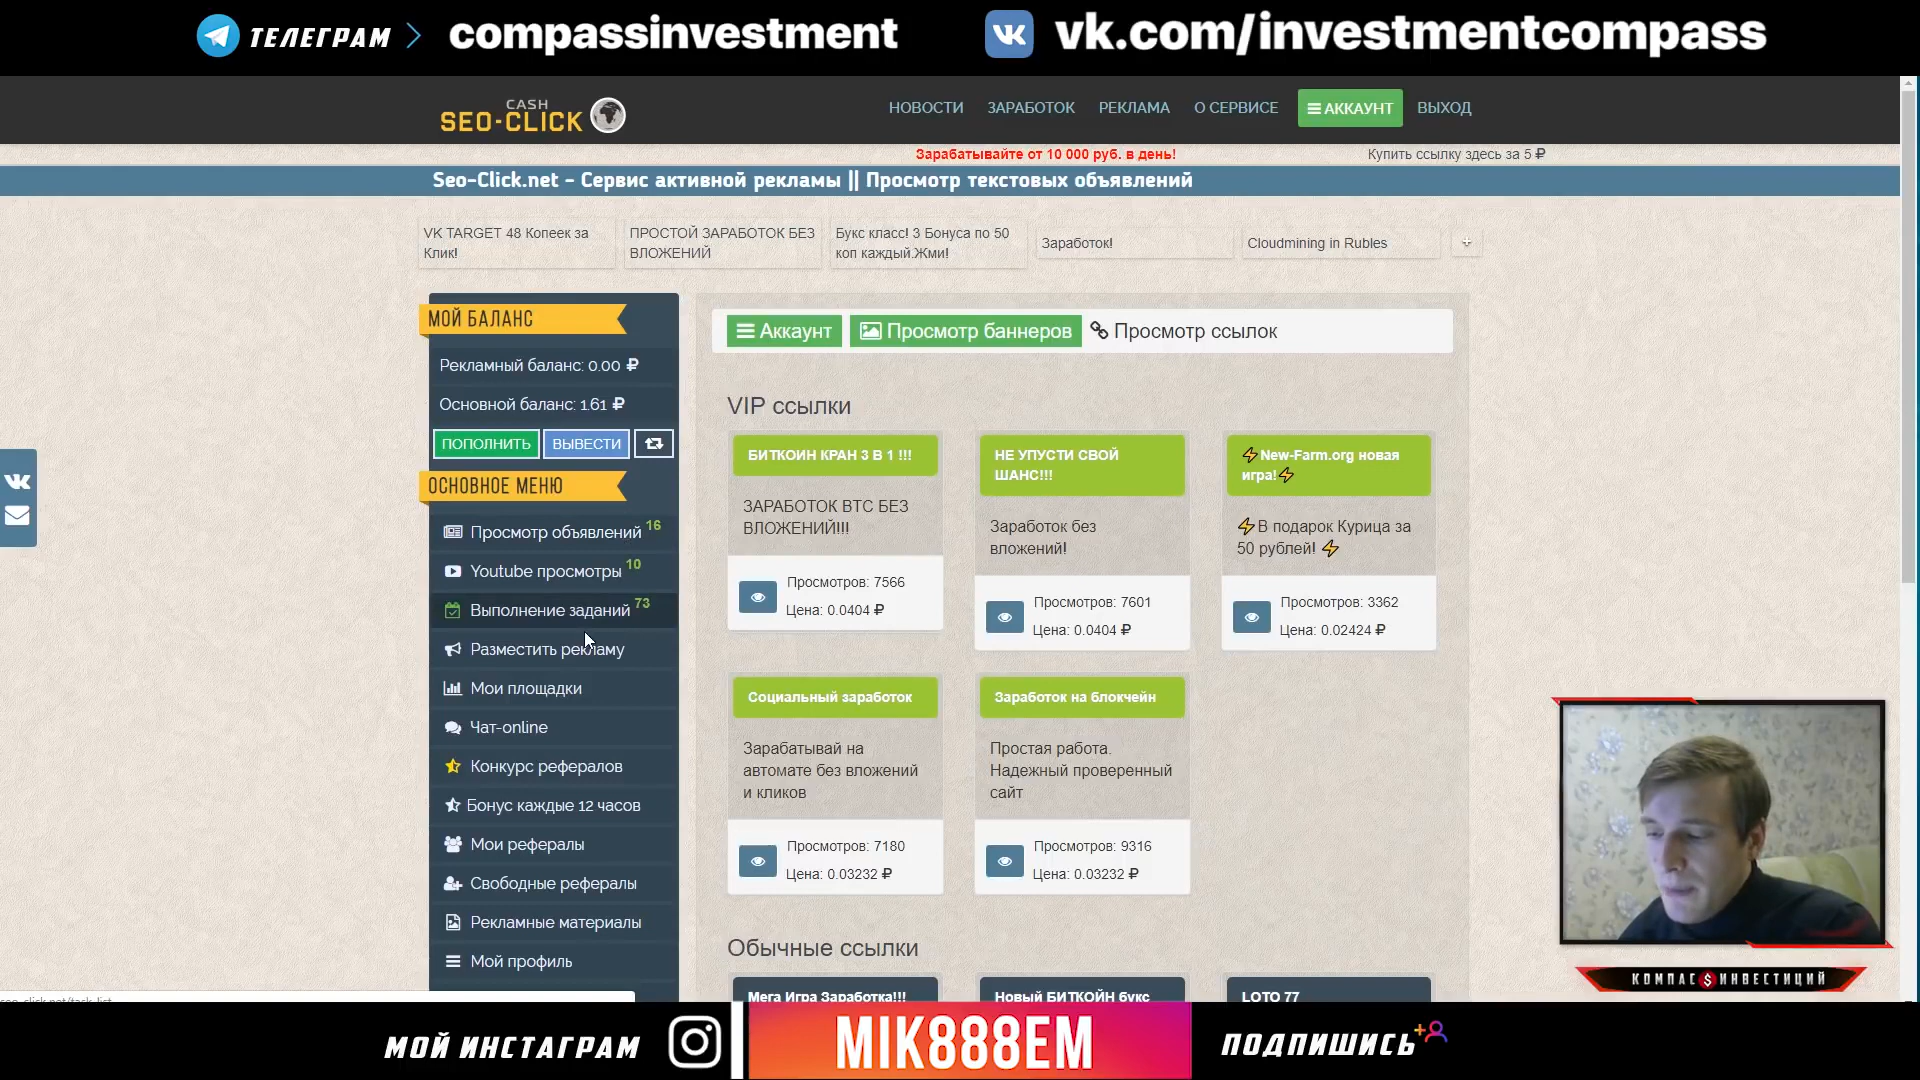 ТЕЛЕГРАМ
compassinvestment
vk.com/investmentcompass
CASH
SEO-CLICK
НОВОСТИ
ЗАРАБОТОК
РЕКЛАМА
О СЕРВИСЕ
АККАУНТ
ВЫХОД
Зарабатывайте от 10 000 руб. в день!
Купить ссылку здесь за 5 ₽
Seo-Click.net - Сервис активной рекламы || Просмотр текстовых объявлений
VK TARGET 48 Копеек за
Клик!
ПРОСТОЙ ЗАРАБОТОК БЕЗ
ВЛОЖЕНИЙ
Букс класс! 3 Бонуса по 50
коп каждый.Жми!
Заработок!
Cloudmining in Rubles
+
МОЙ БАЛАНС
Рекламный баланс: 0.00 ₽
Основной баланс: 1.61 ₽
ПОПОЛНИТЬ
ВЫВЕСТИ
ОСНОВНОЕ МЕНЮ
Просмотр объявлений 16
Youtube просмотры 10
Выполнение заданий 73
Разместить рекламу
Мои площадки
Чат-online
Конкурс рефералов
Бонус каждые 12 часов
Мои рефералы
Свободные рефералы
Рекламные материалы
Мой профиль
Аккаунт
Просмотр баннеров
Просмотр ссылок
VIP ссылки
БИТКОИН КРАН 3 В 1 !!!
ЗАРАБОТОК BTC БЕЗ
ВЛОЖЕНИЙ!!!
Просмотров: 7566
Цена: 0.0404 ₽
НЕ УПУСТИ СВОЙ
ШАНС!!!
Заработок без
вложений!
Просмотров: 7601
Цена: 0.0404 ₽
⚡New-Farm.org новая
игра!⚡
⚡В подарок Курица за
50 рублей! ⚡
Просмотров: 3362
Цена: 0.02424 ₽
Социальный заработок
Зарабатывай на
автомате без вложений
и кликов
Просмотров: 7180
Цена: 0.03232 ₽
Заработок на блокчейн
Простая работа.
Надежный проверенный
сайт
Просмотров: 9316
Цена: 0.03232 ₽
Обычные ссылки
Мега Игра Заработка!!!
Новый БИТКОЙН букс
LOTO 77
seo-click.net/task-list
КОМПАС $ ИНВЕСТИЦИЙ
МОЙ ИНСТАГРАМ
MIK888EM
ПОДПИШИСЬ